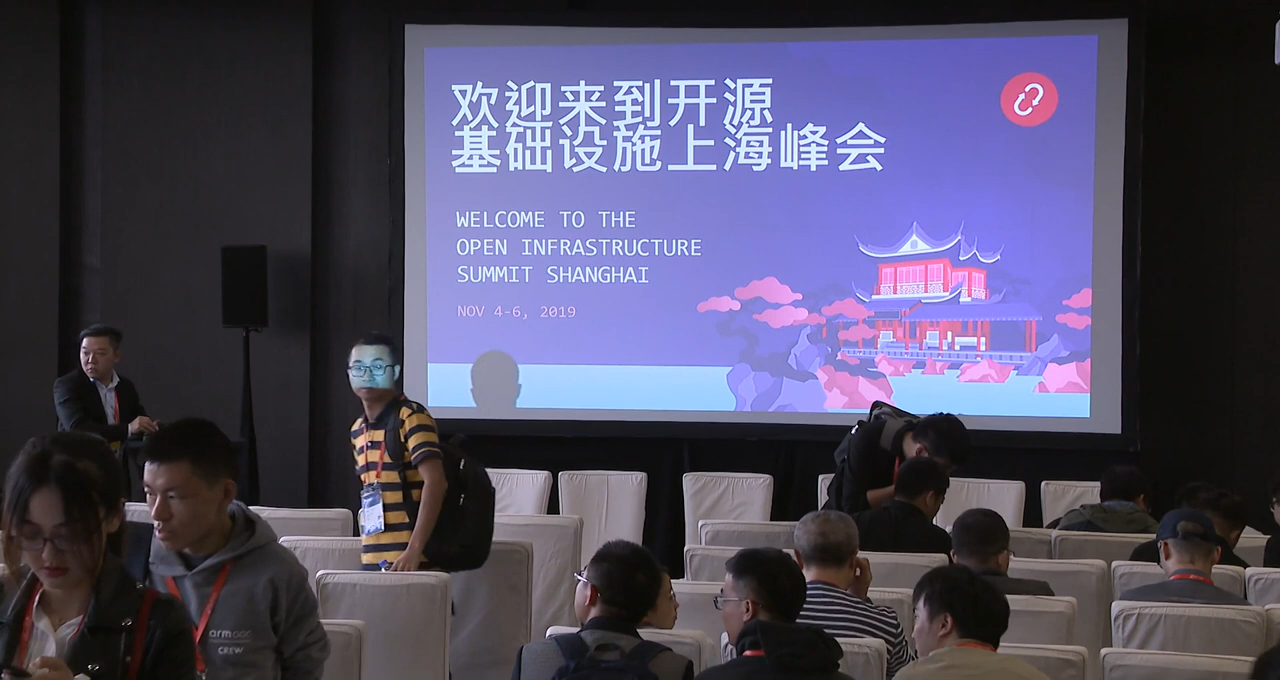 欢迎来到开源
基础设施上海峰会
WELCOME TO THE
OPEN INFRASTRUCTURE
SUMMIT SHANGHAI
NOV 4-6, 2019
CREW